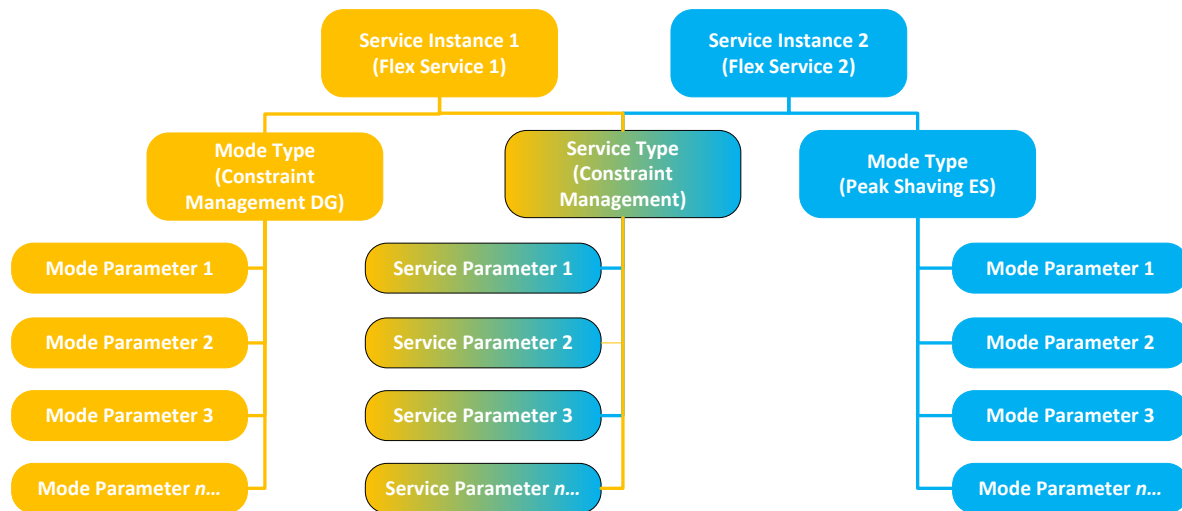 Service Instance 1
(Flex Service 1)
Service Instance 2
(Flex Service 2)
Mode Type
(Constraint
Management DG)
Service Type
(Constraint
Management)
Mode Type
(Peak Shaving ES)
Mode Parameter 1
Service Parameter 1
Mode Parameter 1
Mode Parameter 2
Service Parameter 2
Mode Parameter 2
Mode Parameter 3
Service Parameter 3
Mode Parameter 3
Mode Parameter n...
Service Parameter n...
Mode Parameter n...